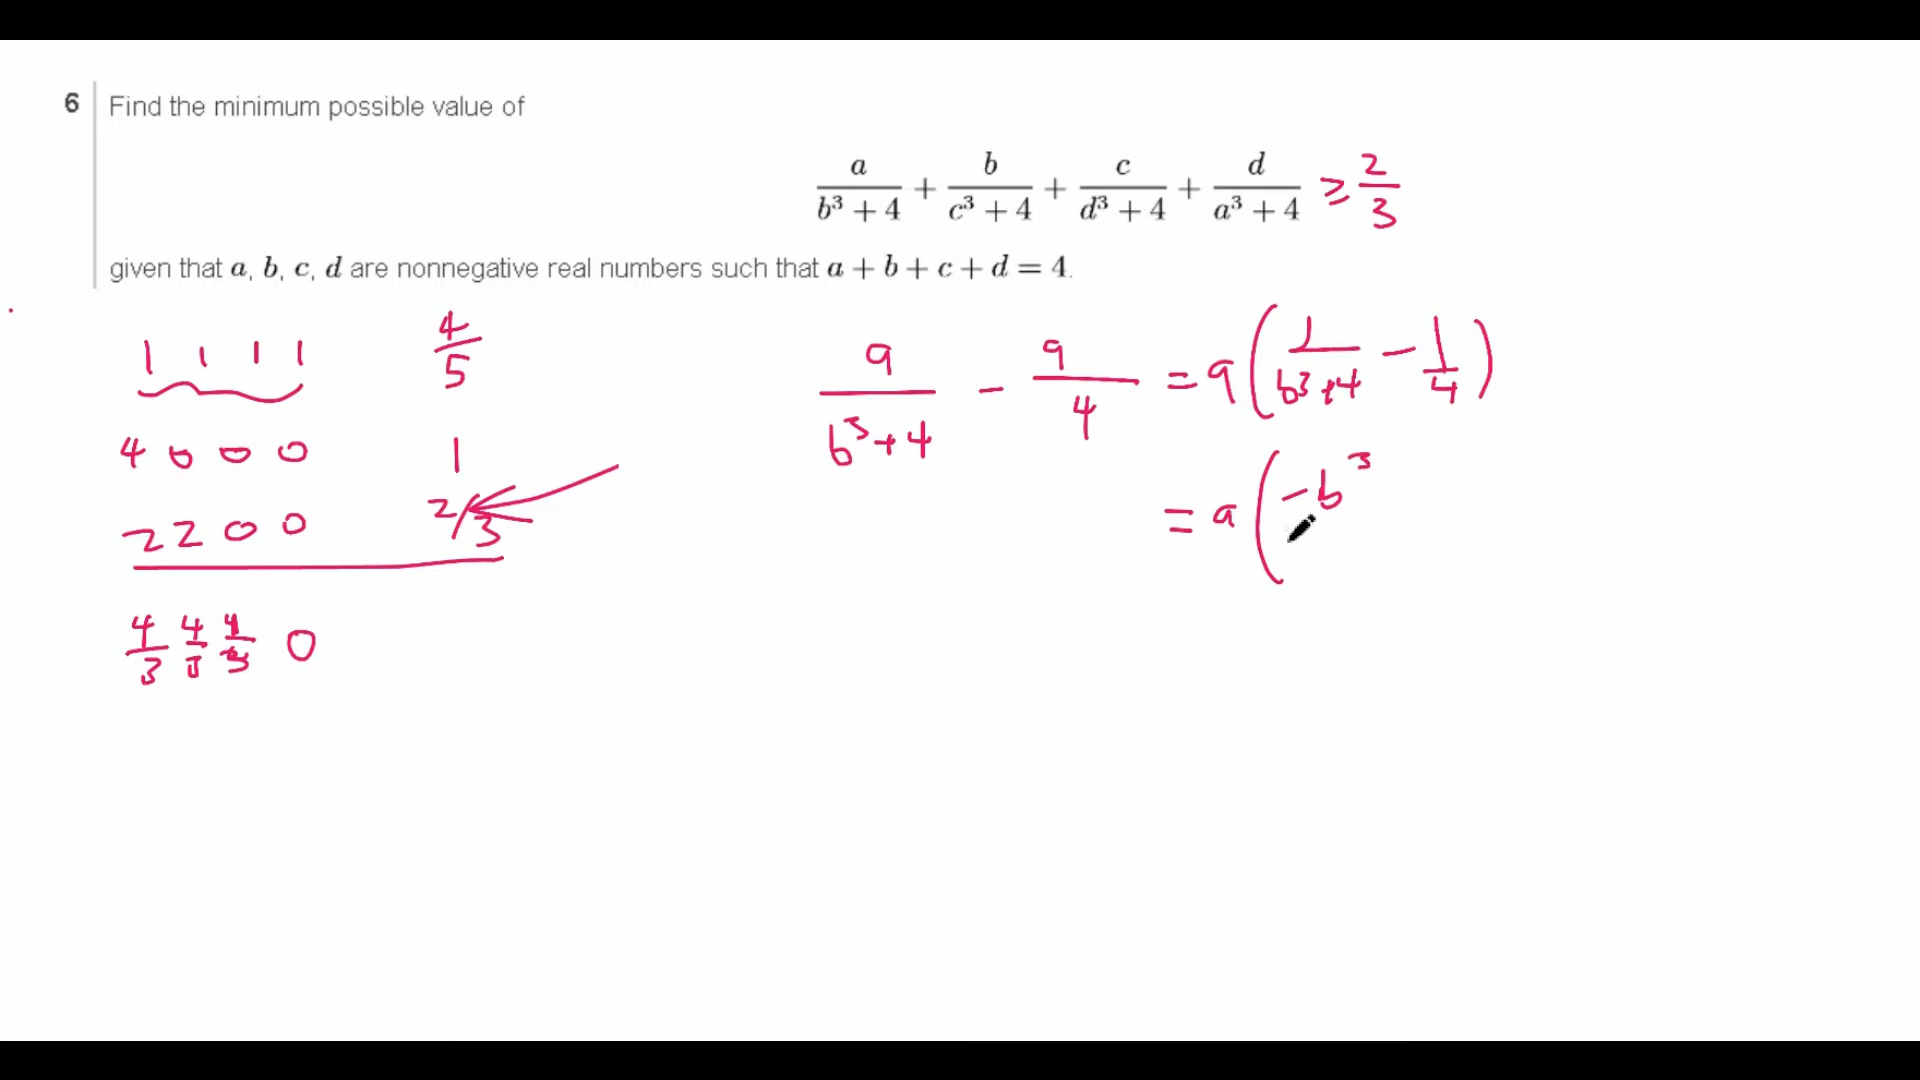 6 Find the minimum possible value of
a/(b³ + 4) + b/(c³ + 4) + c/(d³ + 4) + d/(a³ + 4) ≥ 2/3
given that a, b, c, d are nonnegative real numbers such that a + b + c + d = 4.
1 1 1 1 4/5
4 0 0 0 1
2 2 0 0 2/3
4/3 4/3 4/3 0
a/(b³+4) - a/4 = a(1/(b³+4) - 1/4)
= a(-b³